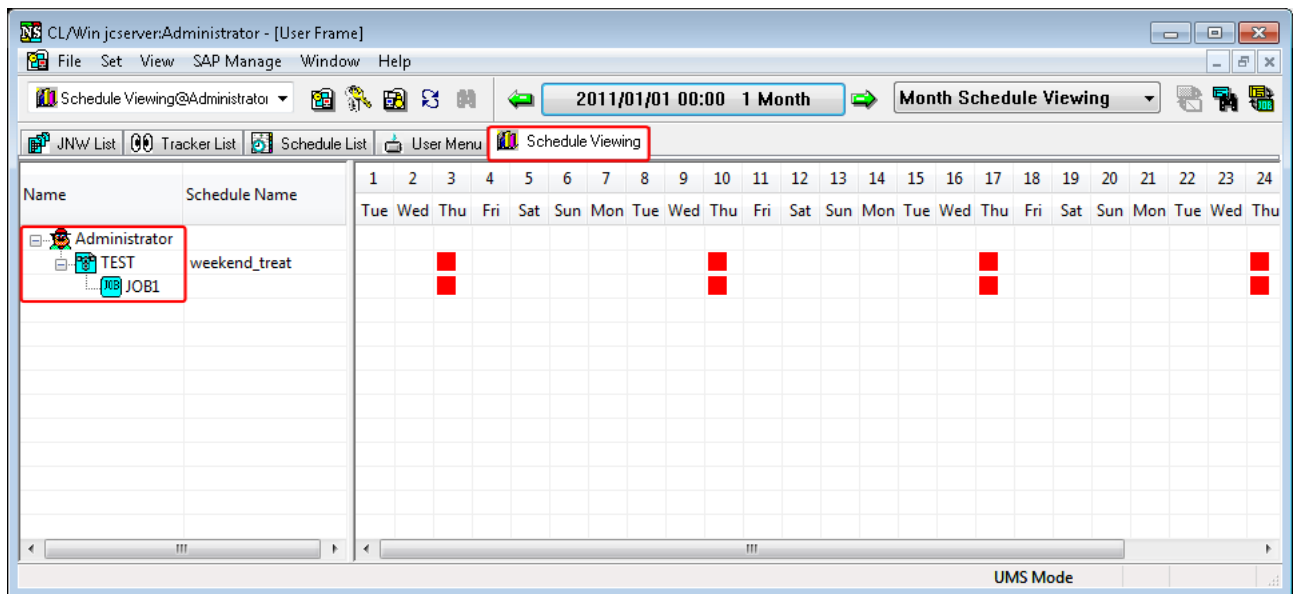 CL/Win jcserver:Administrator - [User Frame]
File Set View SAP Manage Window Help
Schedule Viewing@Administrator 2011/01/01 00:00 1 Month Month Schedule Viewing
JNW List Tracker List Schedule List User Menu Schedule Viewing
Name Schedule Name 1 2 3 4 5 6 7 8 9 10 11 12 13 14 15 16 17 18 19 20 21 22 23 24
Tue Wed Thu Fri Sat Sun Mon Tue Wed Thu Fri Sat Sun Mon Tue Wed Thu Fri Sat Sun Mon Tue Wed Thu
Administrator
TEST weekend_treat
JOB JOB1
UMS Mode